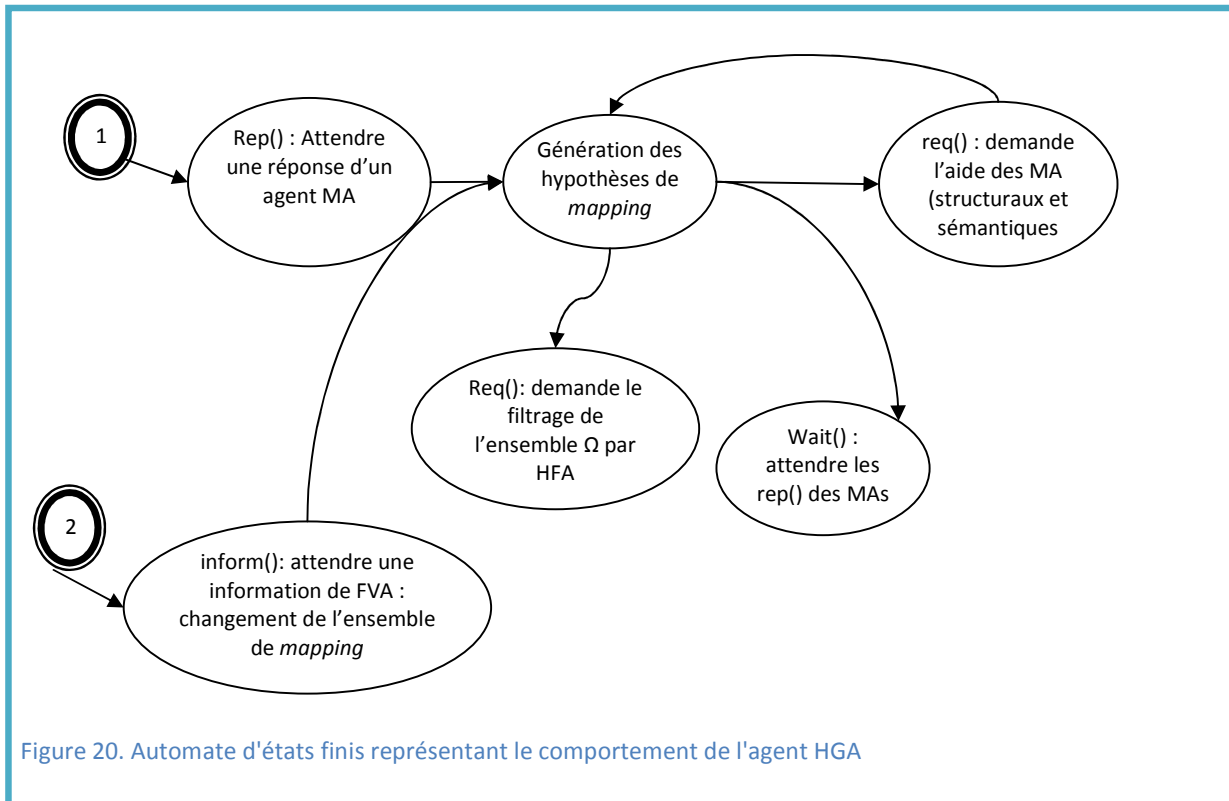 1
Rep() : Attendre
une réponse d'un
agent MA
Génération des
hypothèses de
mapping
req() : demande
l'aide des MA
(structuraux et
sémantiques
Req(): demande le
filtrage de
l'ensemble Ω par
HFA
Wait() :
attendre les
rep() des MAs
2
inform(): attendre une
information de FVA :
changement de l'ensemble
de mapping
Figure 20. Automate d'états finis représentant le comportement de l'agent HGA